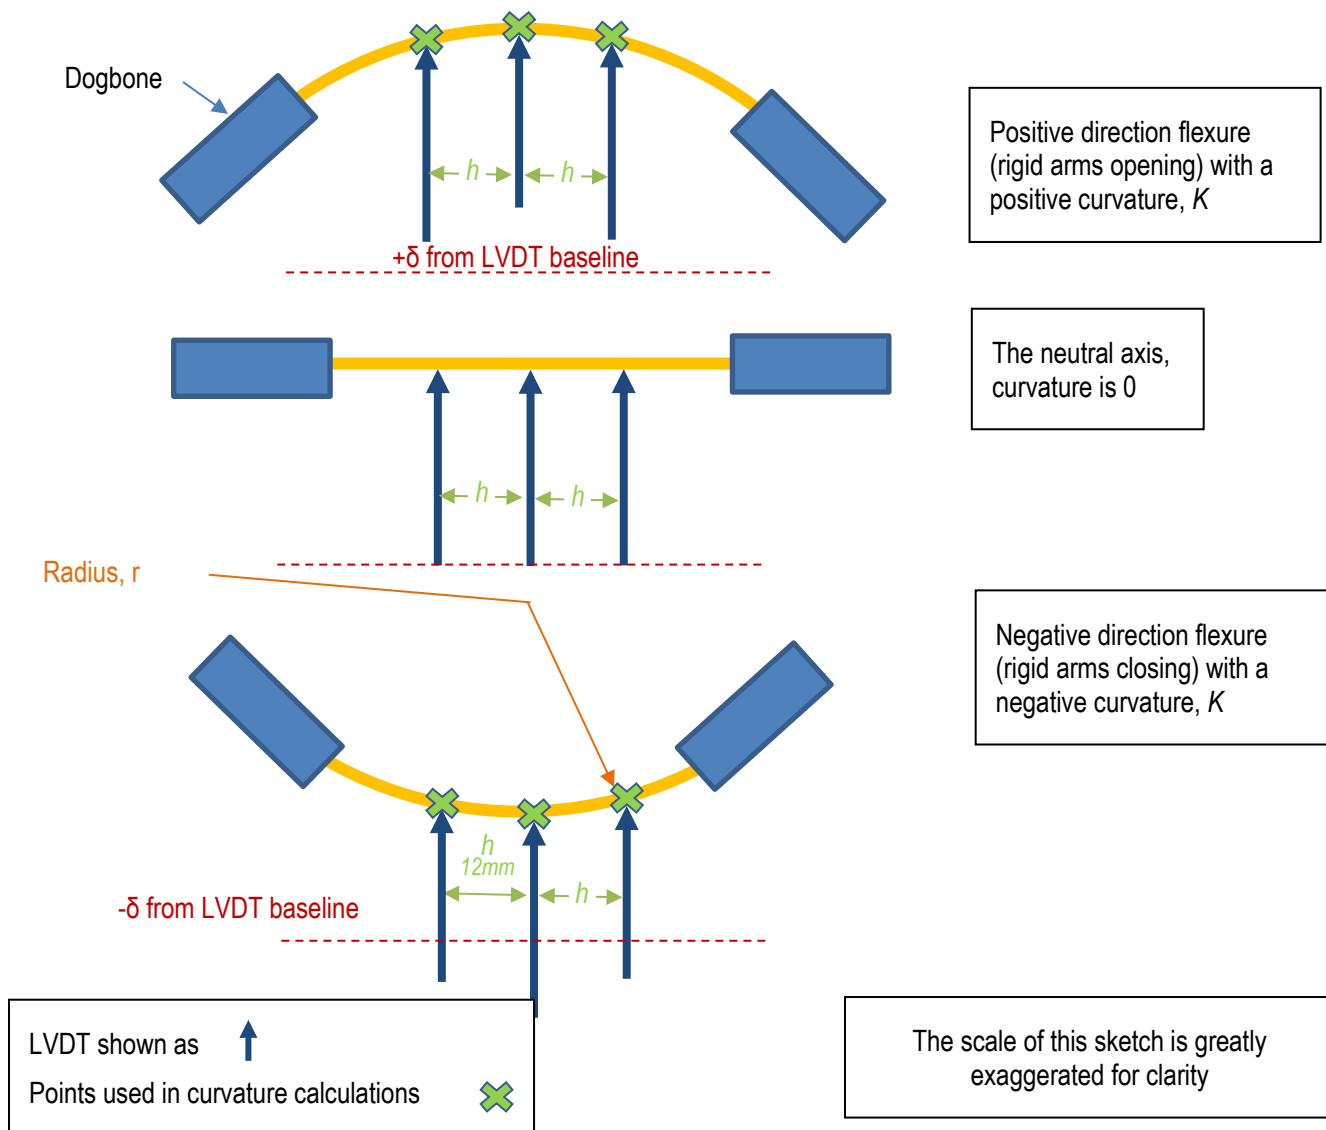 Dogbone
Positive direction flexure
(rigid arms opening) with a
positive curvature, K
h
h
+δ from LVDT baseline
The neutral axis,
curvature is 0
h
h
Radius, r
Negative direction flexure
(rigid arms closing) with a
negative curvature, K
h
12mm
h
-δ from LVDT baseline
LVDT shown as
Points used in curvature calculations
The scale of this sketch is greatly
exaggerated for clarity